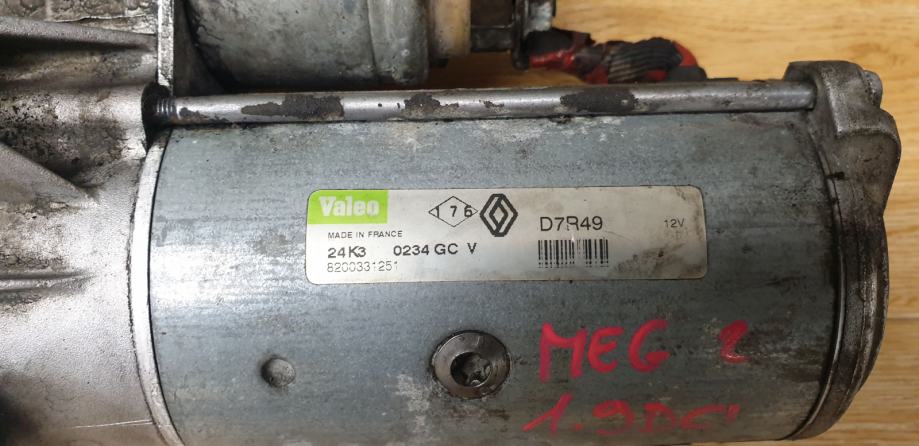 Valeo 176 D7R49 12V
MADE IN FRANCE
24K3 0234 GC V
8200331251
MEG 2
1.9DCI